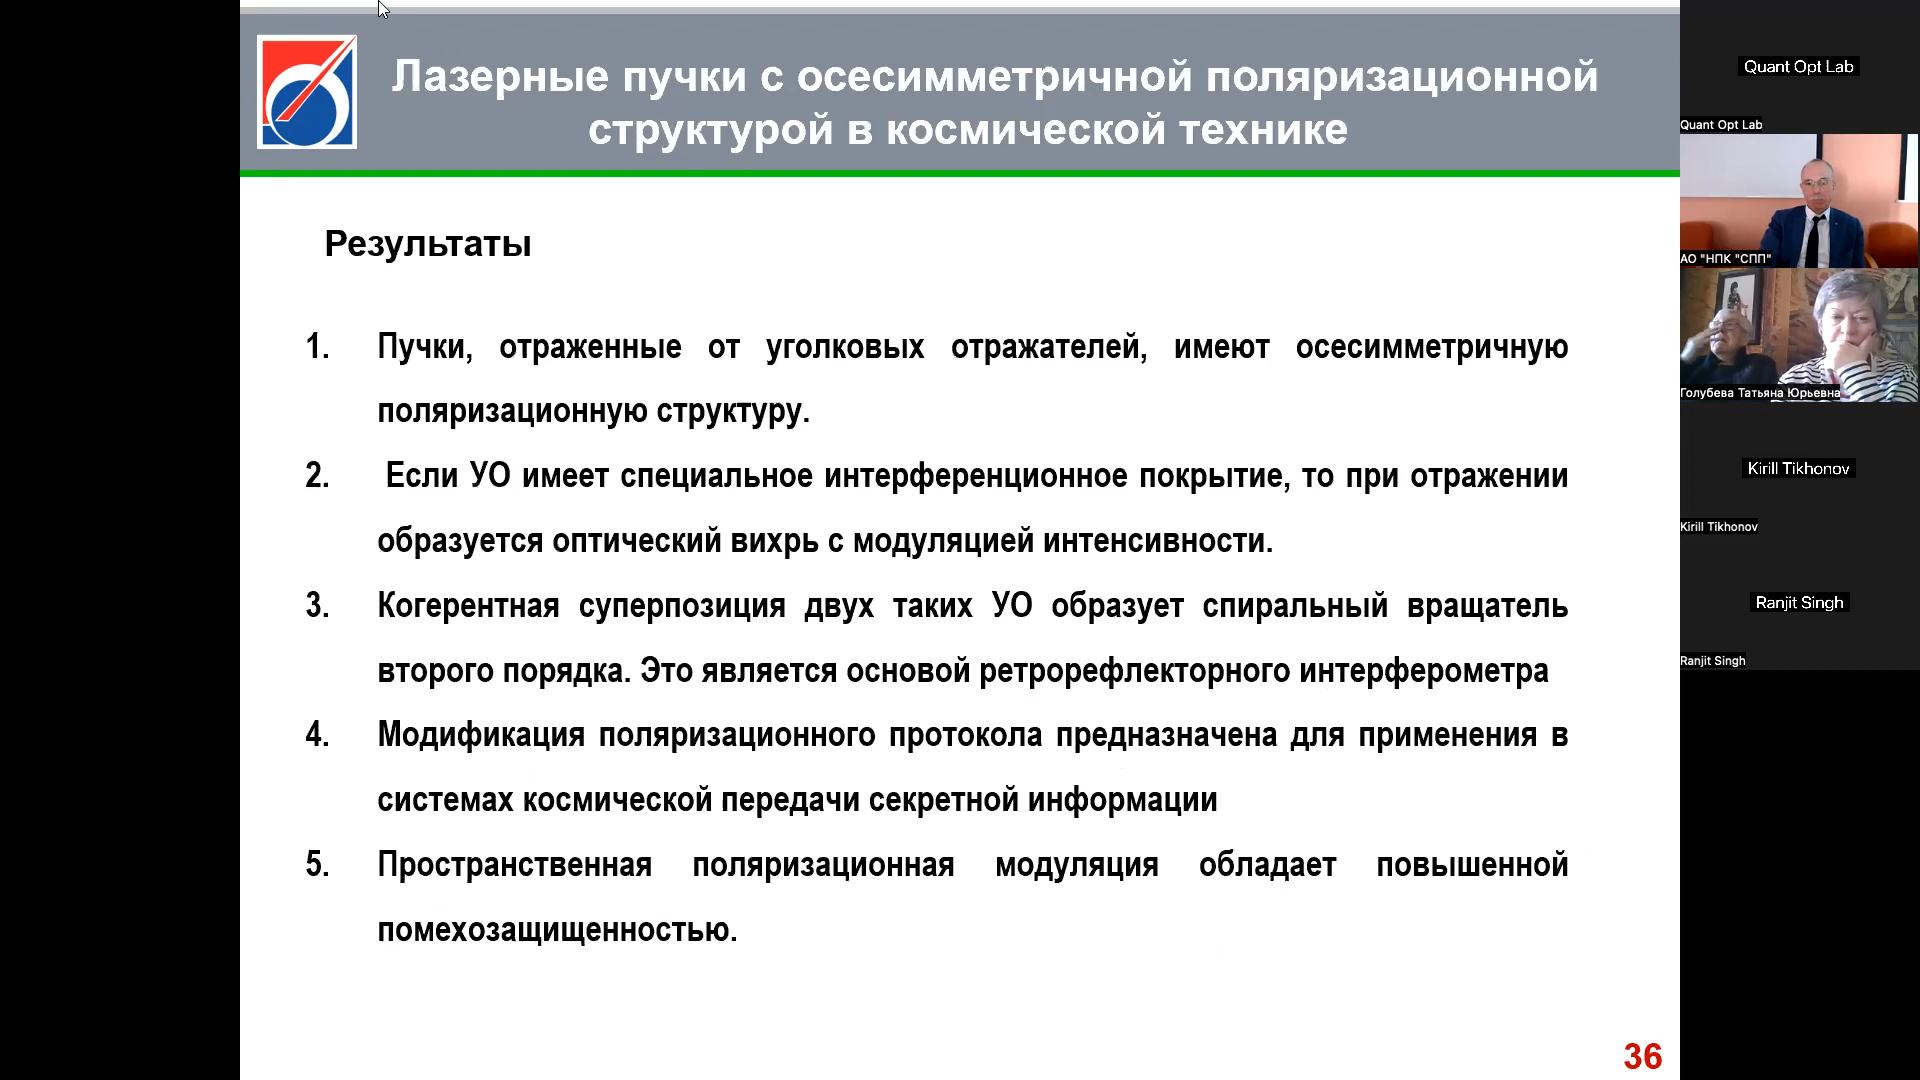 Лазерные пучки с осесимметричной поляризационной
структурой в космической технике
Результаты
1. Пучки, отраженные от уголковых отражателей, имеют осесимметричную
поляризационную структуру.
2. Если УО имеет специальное интерференционное покрытие, то при отражении
образуется оптический вихрь с модуляцией интенсивности.
3. Когерентная суперпозиция двух таких УО образует спиральный вращатель
второго порядка. Это является основой ретрорефлекторного интерферометра
4. Модификация поляризационного протокола предназначена для применения в
системах космической передачи секретной информации
5. Пространственная поляризационная модуляция обладает повышенной
помехозащищенностью.
36
Quant Opt Lab
Quant Opt Lab
АО "НПК "СПП"
Голубева Татьяна Юрьевна
Kirill Tikhonov
Kirill Tikhonov
Ranjit Singh
Ranjit Singh